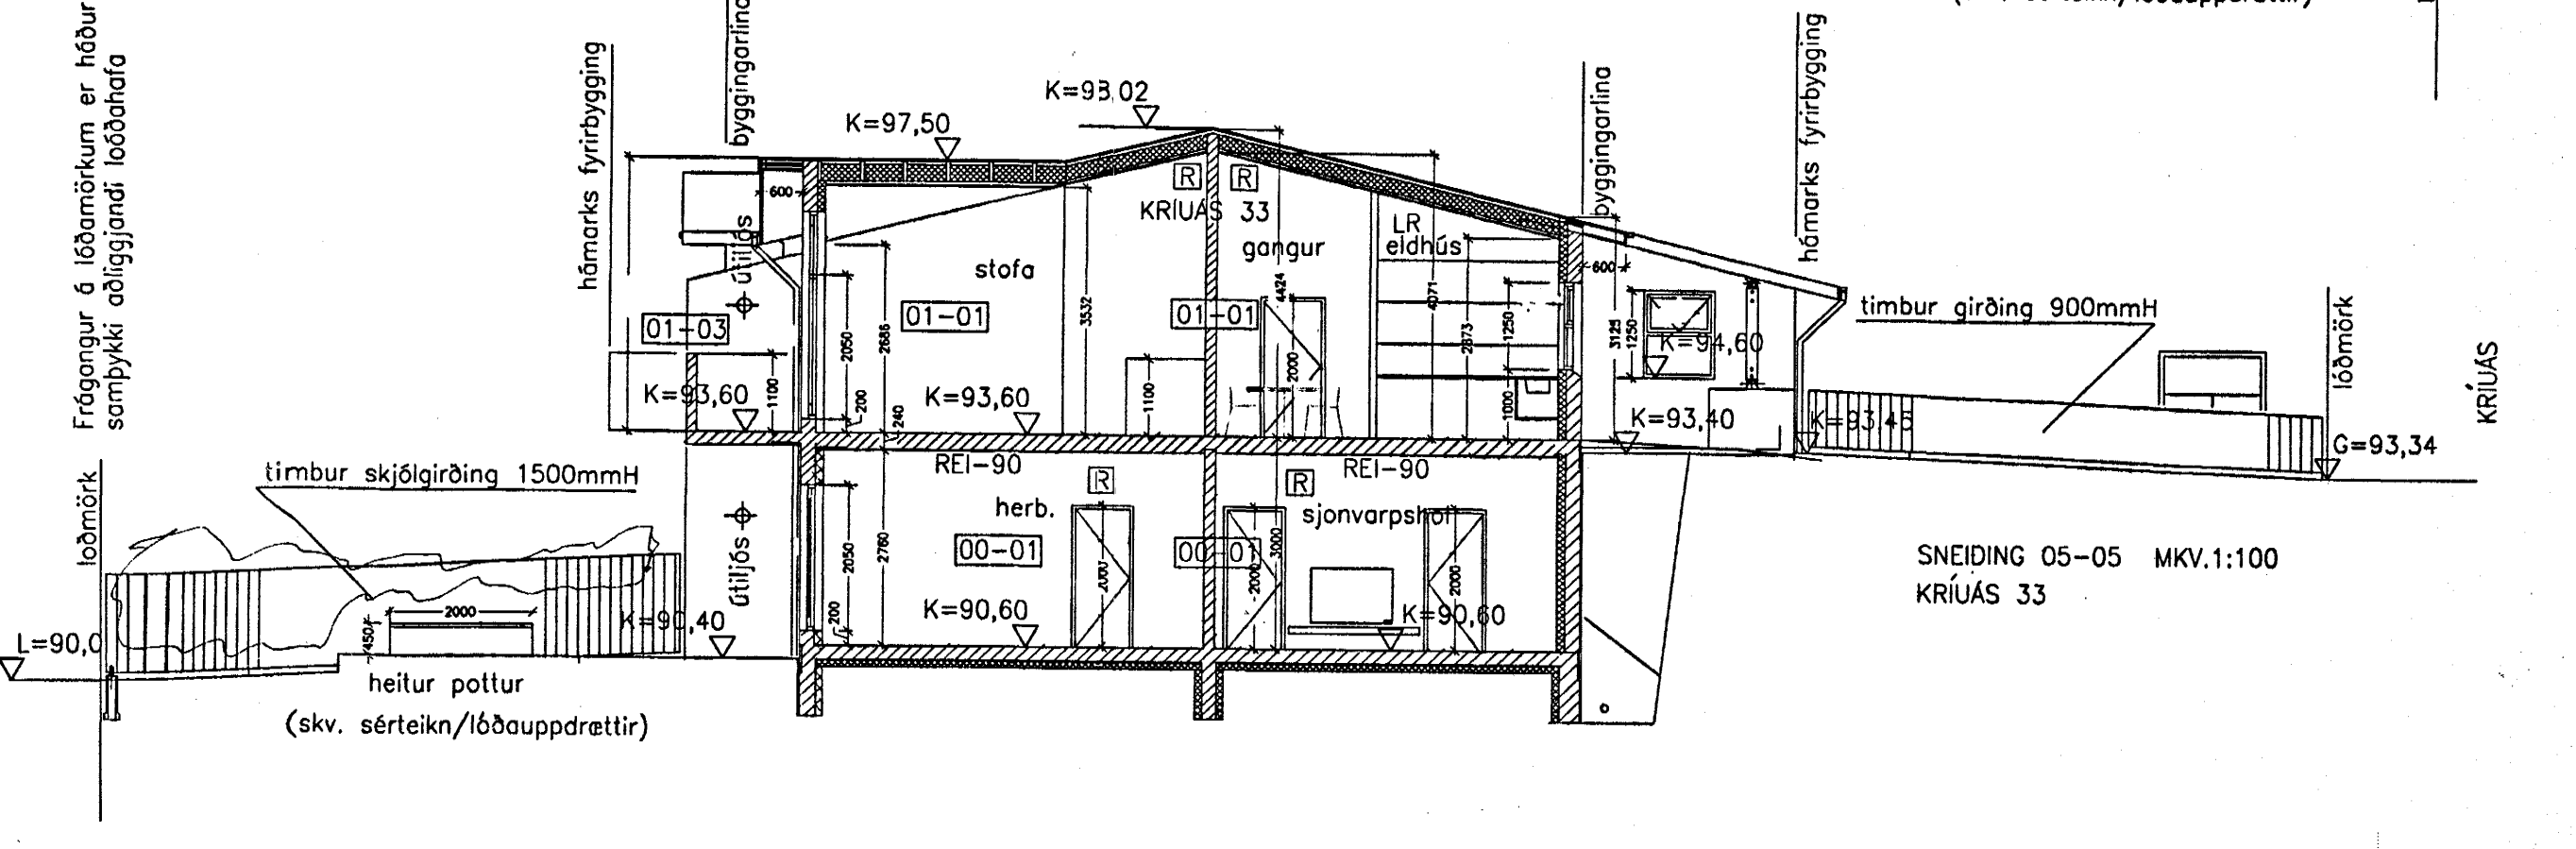 Frágangur á lóðamörkum er háður
samþykki aðliggjandi lóðahafa
hámarks fyrirbygging
byggingarlina
K=97,50
K=98,02
byggingarlina
hámarks fyrirbygging
600
útiljós
R
R
KRÍUÁS 33
LR
eldhús
gangur
stofa
600
01-03
01-01
01-01
2050
2686
3532
4424
4071
2873
1250
3125
1250
K=94,60
timbur girðing 900mmH
lóðmörk
KRÍUÁS
K=93,60
1100
200
240
K=93,60
1100
2000
1000
K=93,40
K=93,45
G=93,34
lóðmörk
timbur skjólgirðing 1500mmH
REI-90
REI-90
R
R
herb.
sjonvarpshol
útiljós
2050
2760
00-01
00-01
2000
2000
3000
2000
SNEIÐING 05-05 MKV.1:100
KRÍUÁS 33
L=90,0
450
2000
K=90,40
200
K=90,60
K=90,60
heitur pottur
(skv. sérteikn/lóðauppdrættir)